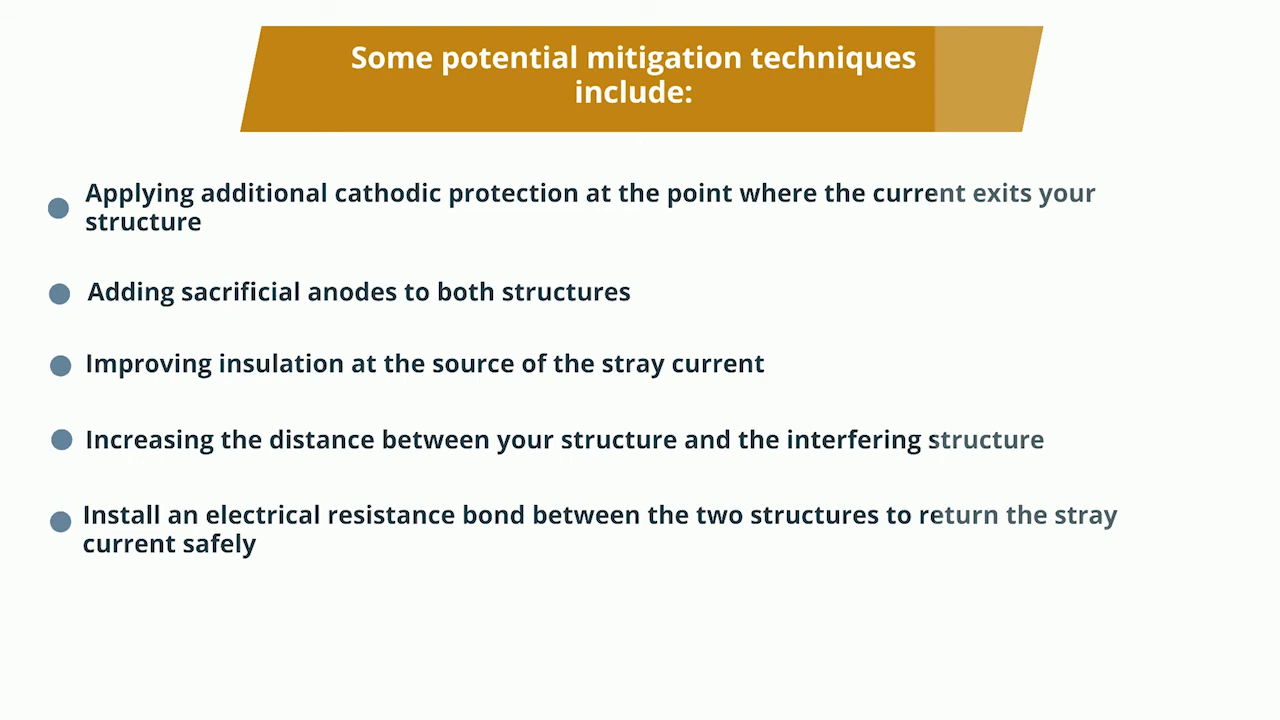 Some potential mitigation techniques
include:
Applying additional cathodic protection at the point where the current exits your
structure
Adding sacrificial anodes to both structures
Improving insulation at the source of the stray current
Increasing the distance between your structure and the interfering structure
Install an electrical resistance bond between the two structures to return the stray
current safely